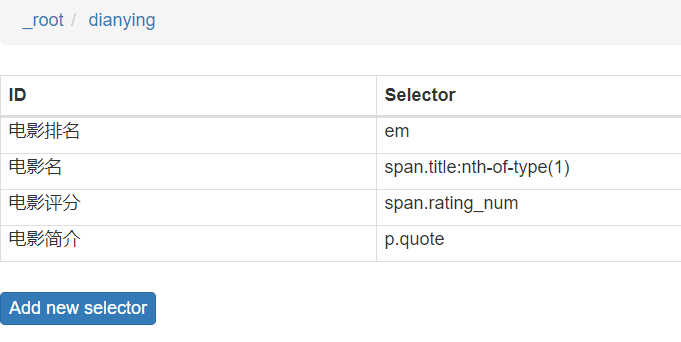 _root / dianying
ID Selector
电影排名 em
电影名 span.title:nth-of-type(1)
电影评分 span.rating_num
电影简介 p.quote
Add new selector